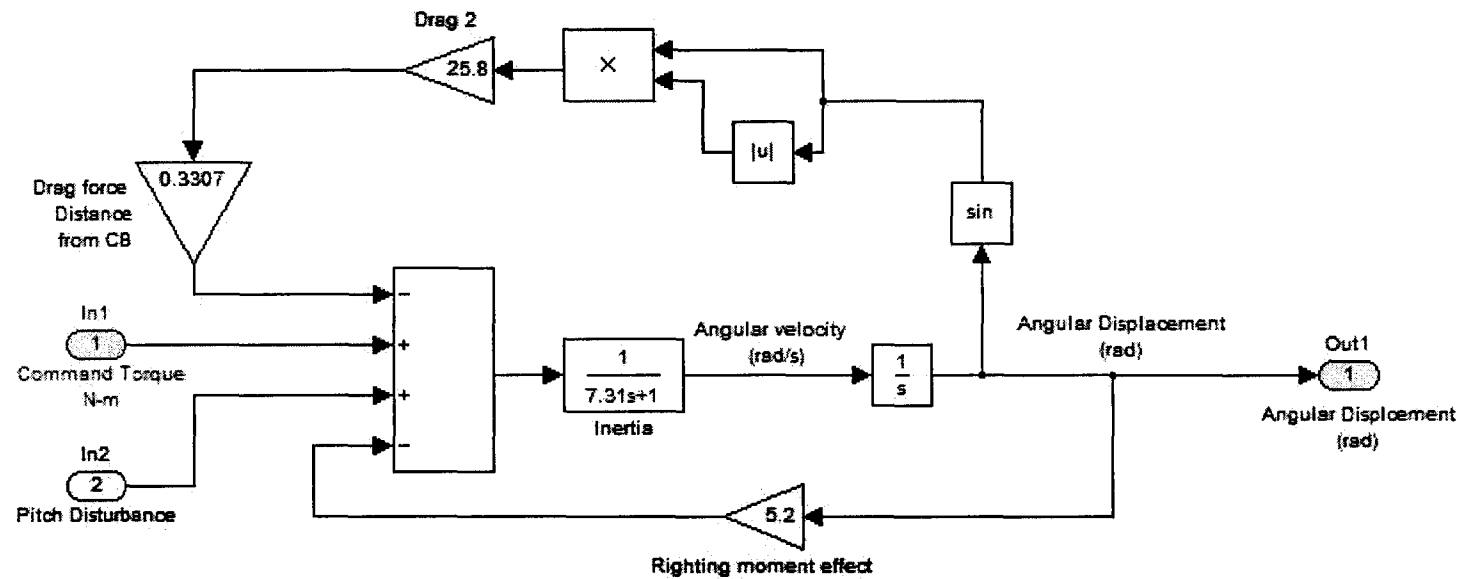 Drag 2
25.8
×
|u|
0.3307
Drag force
Distance
from CB
sin
In1
1
Command Torque
N-m
In2
2
Pitch Disturbance
−
+
+
−
1
7.31s+1
Inertia
Angular velocity
(rad/s)
1
s
Angular Displacement
(rad)
Out1
1
Angular Displcement
(rad)
5.2
Righting moment effect